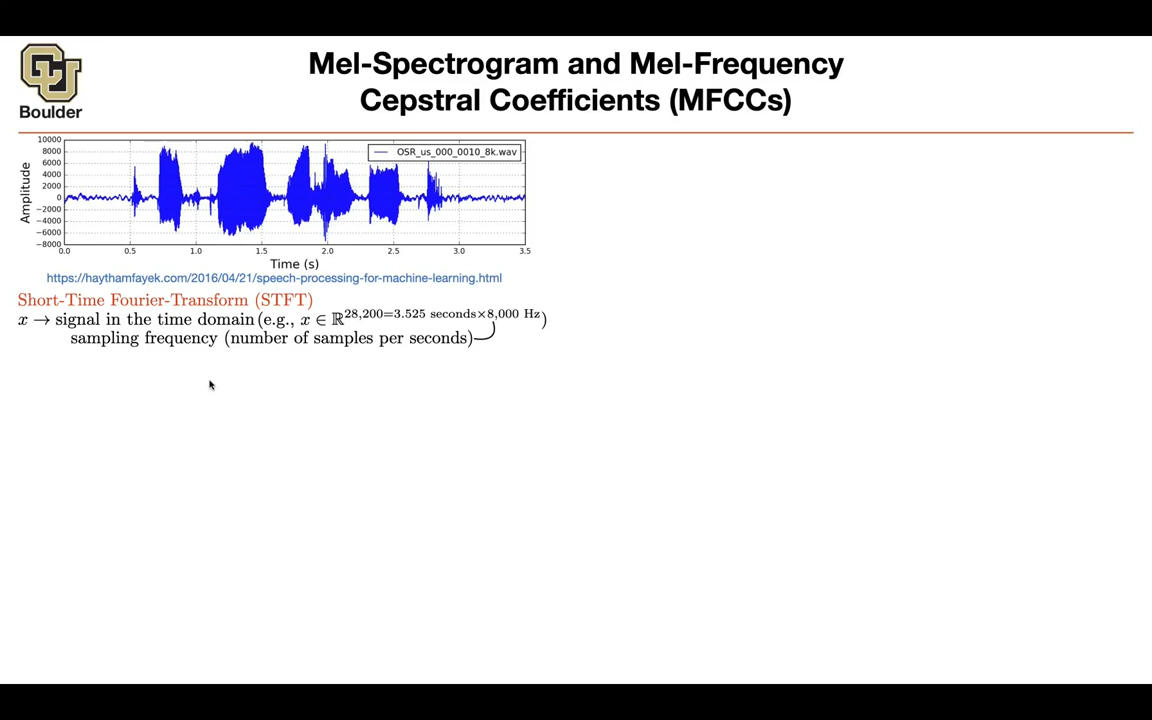 Mel-Spectrogram and Mel-Frequency
Cepstral Coefficients (MFCCs)
CU
Boulder
10000
8000
6000
4000
2000
0
−2000
−4000
−6000
−8000
Amplitude
OSR_us_000_0010_8k.wav
0.0 0.5 1.0 1.5 2.0 2.5 3.0 3.5
Time (s)
https://haythamfayek.com/2016/04/21/speech-processing-for-machine-learning.html
Short-Time Fourier-Transform (STFT)
x → signal in the time domain (e.g., x ∈ ℝ^28,200=3.525 seconds×8,000 Hz)
sampling frequency (number of samples per seconds)